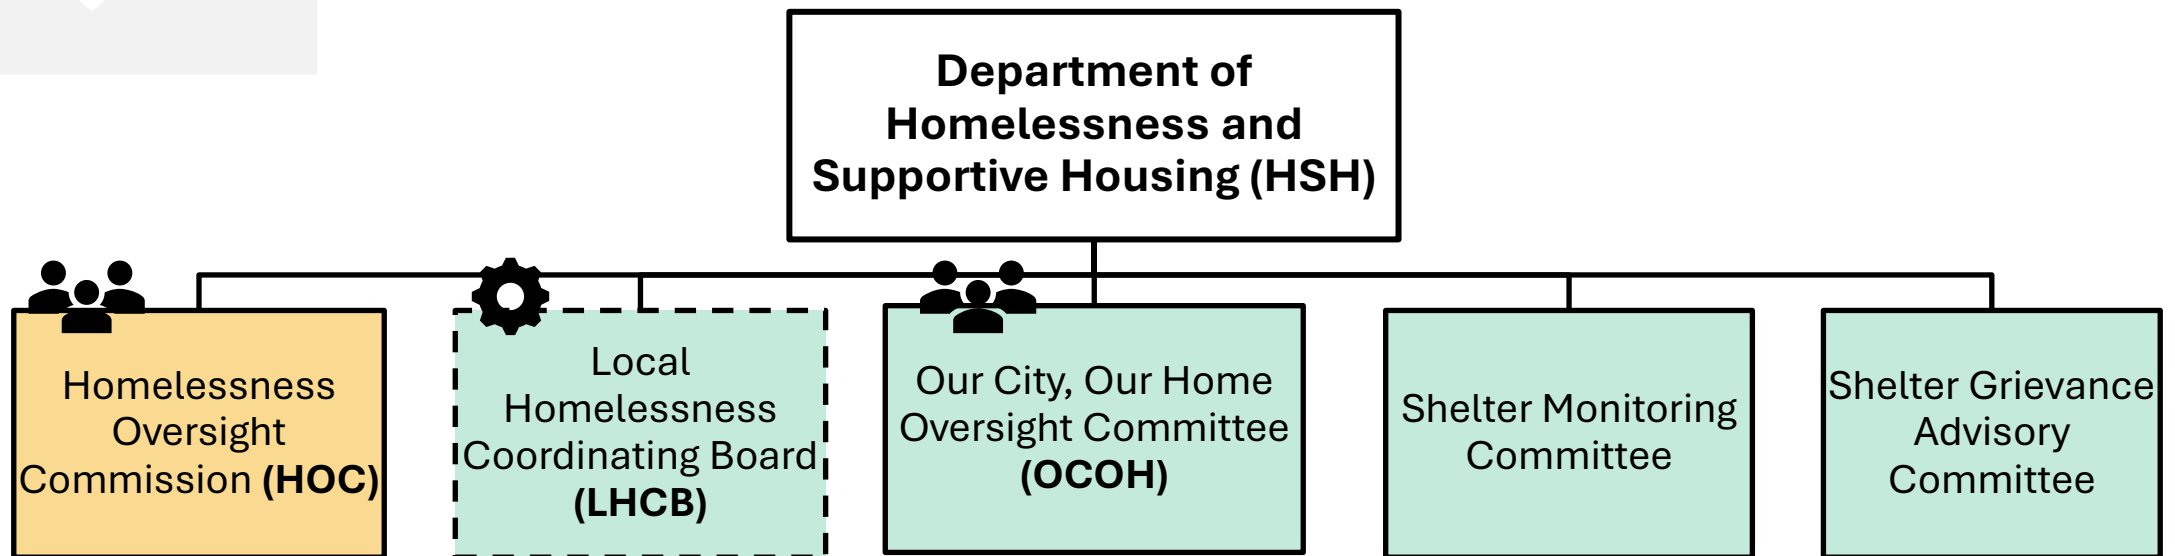 Department of
Homelessness and
Supportive Housing (HSH)
Homelessness
Oversight
Commission (HOC)
Local
Homelessness
Coordinating Board
(LHCB)
Our City, Our Home
Oversight Committee
(OCOH)
Shelter Monitoring
Committee
Shelter Grievance
Advisory
Committee